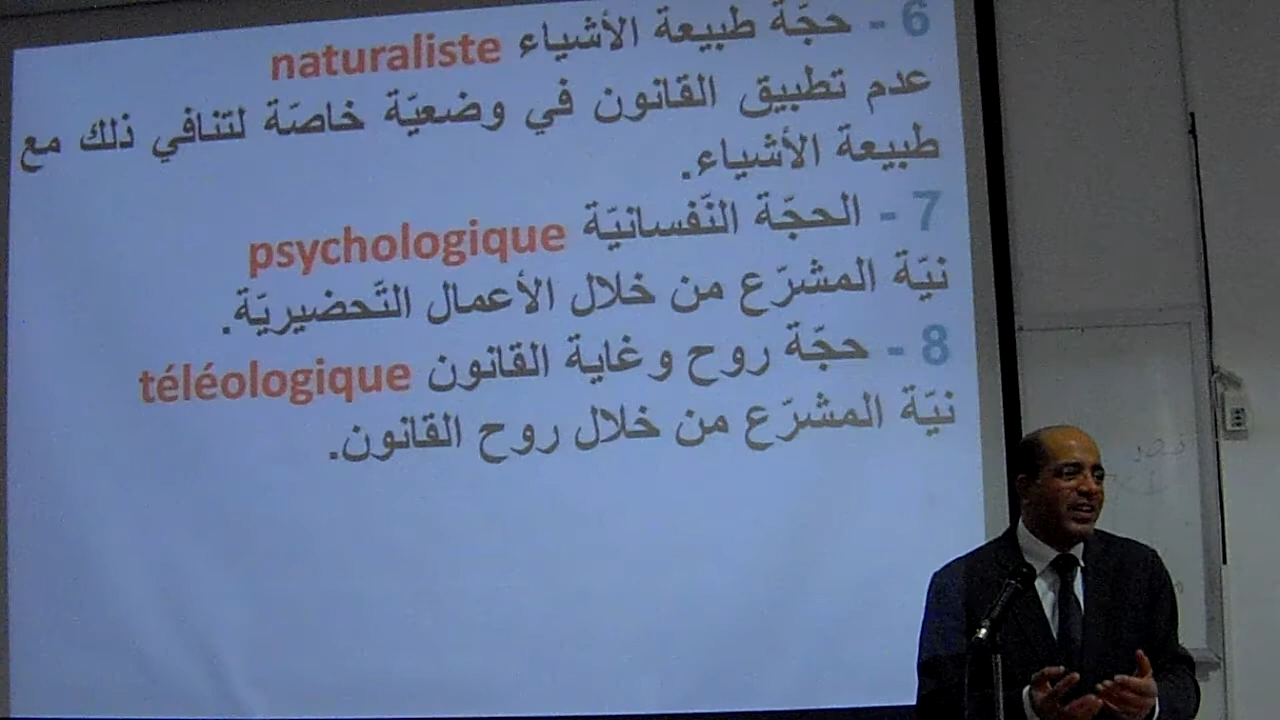 6 - حجّة طبيعة الأشياء naturaliste
عدم تطبيق القانون في وضعيّة خاصّة لتنافي ذلك مع
طبيعة الأشياء.
7 - الحجّة النّفسانيّة psychologique
نيّة المشرّع من خلال الأعمال التّحضيريّة.
8 - حجّة روح وغاية القانون téléologique
نيّة المشرّع من خلال روح القانون.